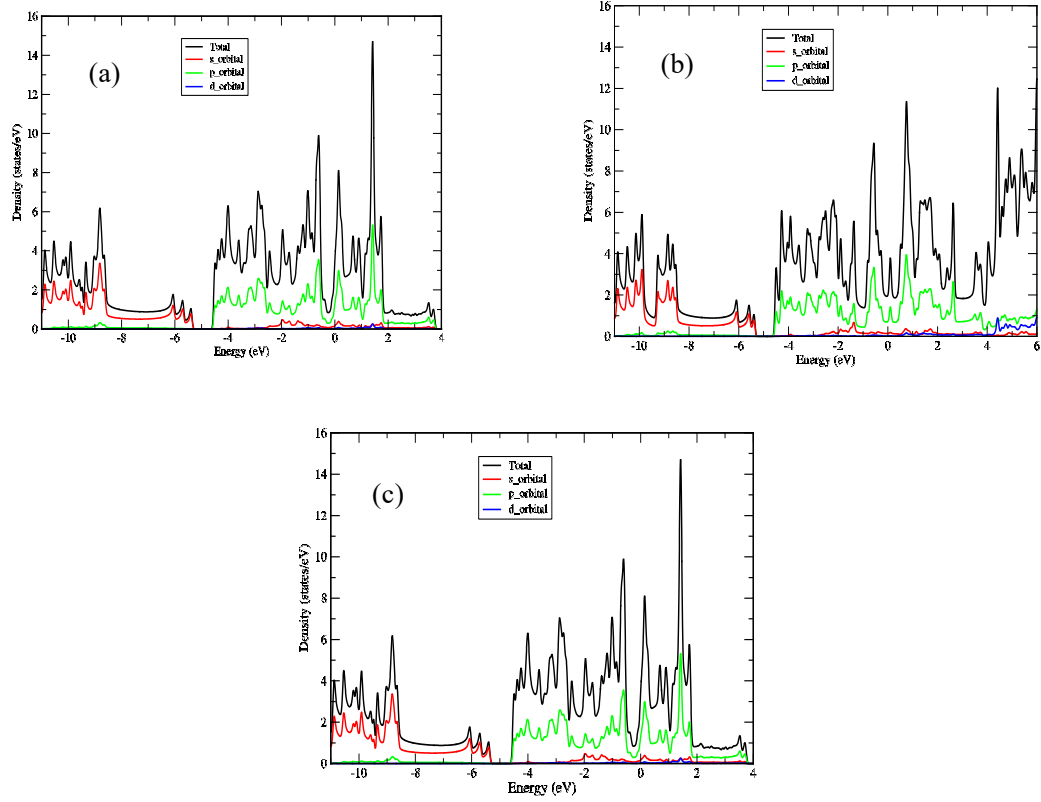 16
14
12
10
8
6
4
2
0
Density (states/eV)
(a)
Total
s_orbital
p_orbital
d_orbital
-10
-8
-6
-4
-2
0
2
4
Energy (eV)
16
14
12
10
8
6
4
2
0
Density (states/eV)
(b)
Total
s_orbital
p_orbital
d_orbital
-10
-8
-6
-4
-2
0
2
4
6
Energy (eV)
16
14
12
10
8
6
4
2
0
Density (states/eV)
(c)
Total
s_orbital
p_orbital
d_orbital
-10
-8
-6
-4
-2
0
2
4
Energy (eV)